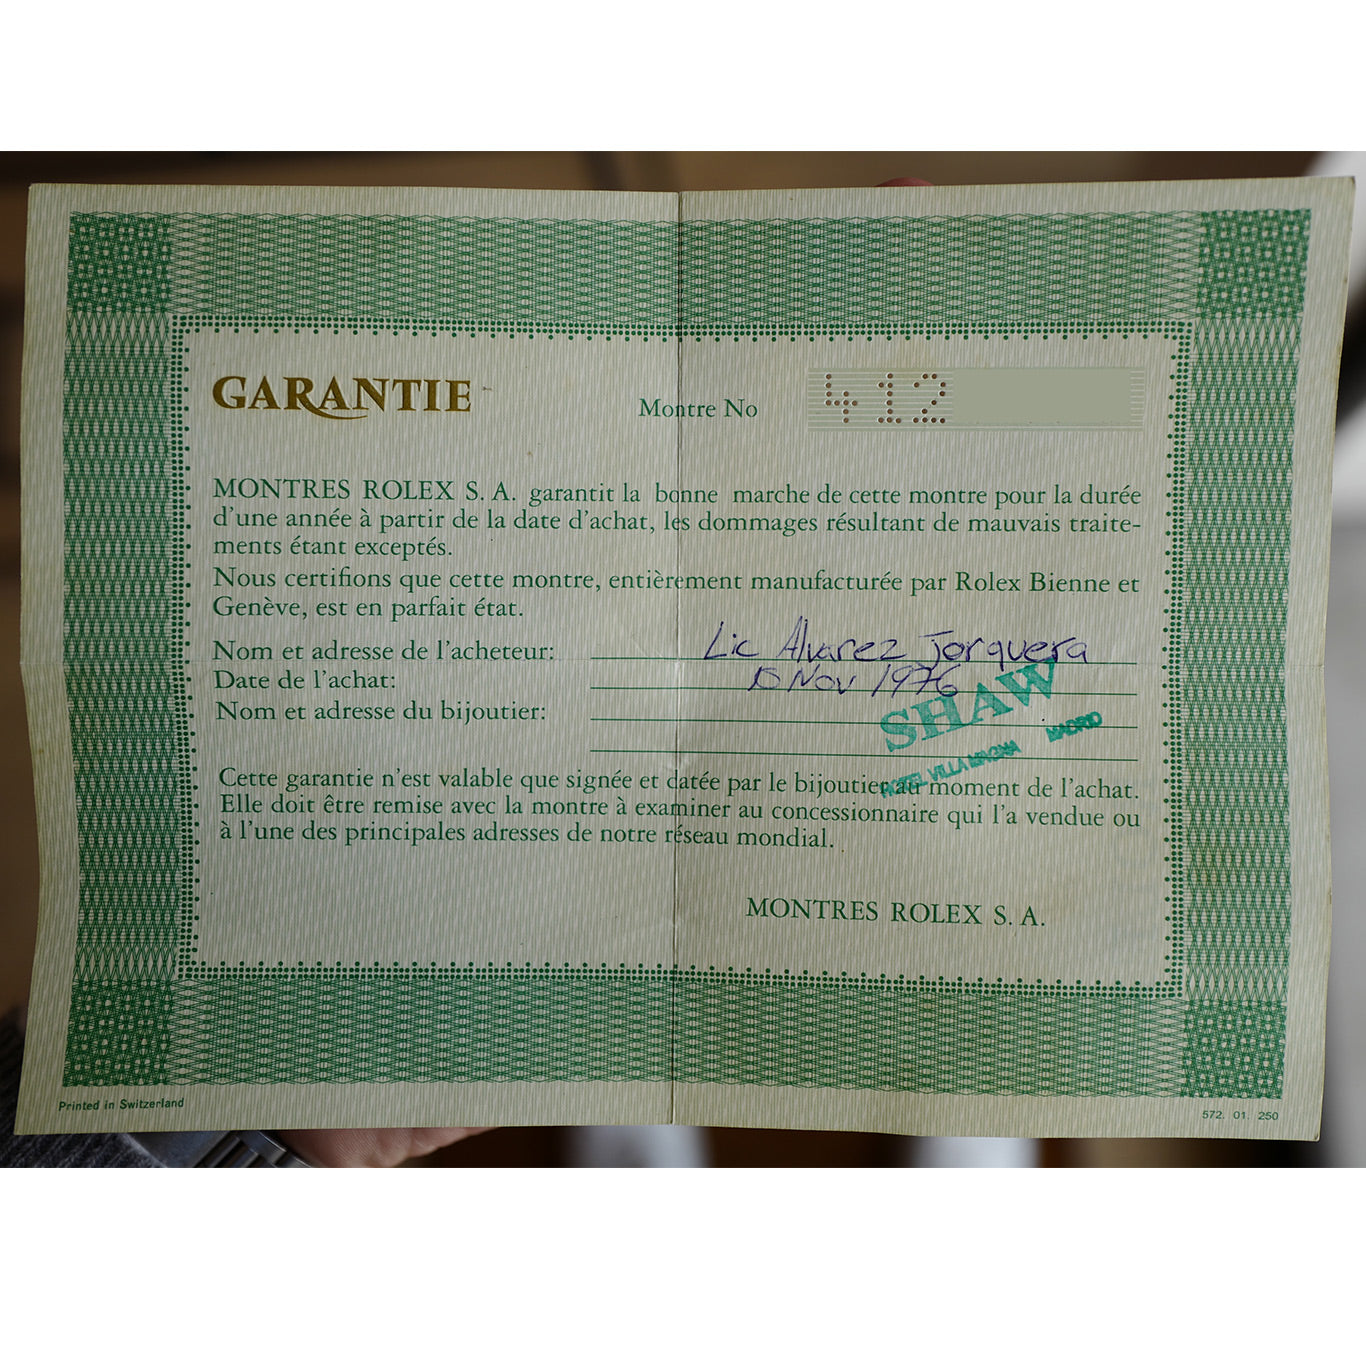 GARANTIE
Montre No 412
MONTRES ROLEX S. A. garantit la bonne marche de cette montre pour la durée
d'une année à partir de la date d'achat, les dommages résultant de mauvais traite-
ments étant exceptés.
Nous certifions que cette montre, entièrement manufacturée par Rolex Bienne et
Genève, est en parfait état.
Nom et adresse de l'acheteur: Lic Alvarez Jorquera
Date de l'achat: Nov 1976
Nom et adresse du bijoutier:
SHAW
HOTEL VILLA MAGNA MADRID
Cette garantie n'est valable que signée et datée par le bijoutier au moment de l'achat.
Elle doit être remise avec la montre à examiner au concessionnaire qui l'a vendue ou
à l'une des principales adresses de notre réseau mondial.
MONTRES ROLEX S. A.
Printed in Switzerland
572. 01. 250